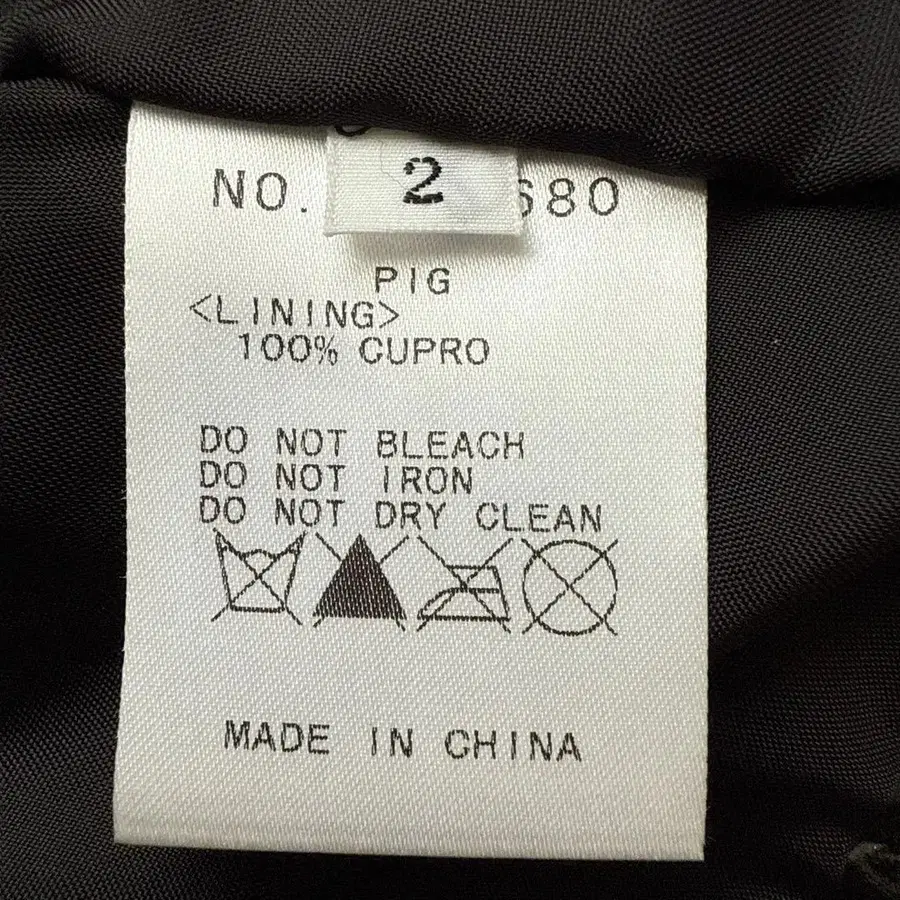 2
NO. 680
PIG
<LINING>
100% CUPRO
DO NOT BLEACH
DO NOT IRON
DO NOT DRY CLEAN
MADE IN CHINA